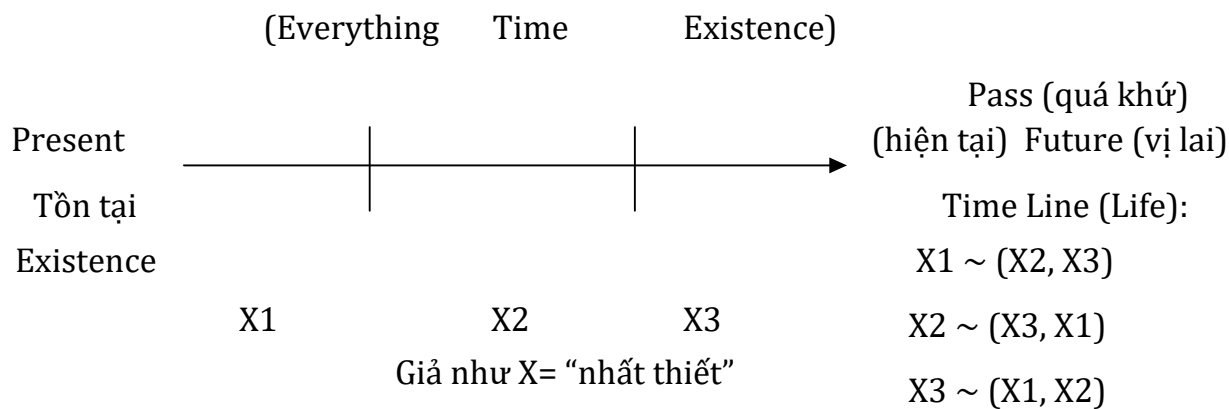 (Everything Time Existence)
Pass (quá khứ)
Present (hiện tại) Future (vị lai)
Tồn tại Time Line (Life):
Existence X1 ~ (X2, X3)
X1 X2 X3 X2 ~ (X3, X1)
Giả như X= “nhất thiết”
X3 ~ (X1, X2)